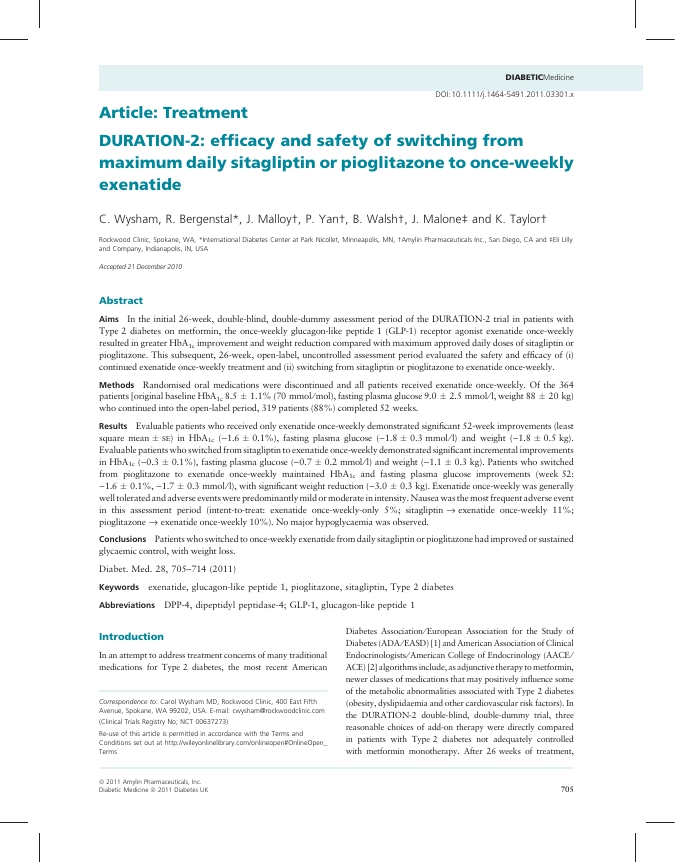 DIABETICMedicine
DOI: 10.1111/j.1464-5491.2011.03301.x
Article: Treatment
DURATION-2: efficacy and safety of switching from
maximum daily sitagliptin or pioglitazone to once-weekly
exenatide
C. Wysham, R. Bergenstal*, J. Malloy†, P. Yan†, B. Walsh†, J. Malone‡ and K. Taylor†
Rockwood Clinic, Spokane, WA, *International Diabetes Center at Park Nicollet, Minneapolis, MN, †Amylin Pharmaceuticals Inc., San Diego, CA and ‡Eli Lilly
and Company, Indianapolis, IN, USA
Accepted 21 December 2010
Abstract
Aims In the initial 26-week, double-blind, double-dummy assessment period of the DURATION-2 trial in patients with
Type 2 diabetes on metformin, the once-weekly glucagon-like peptide 1 (GLP-1) receptor agonist exenatide once-weekly
resulted in greater HbA1c improvement and weight reduction compared with maximum approved daily doses of sitagliptin or
pioglitazone. This subsequent, 26-week, open-label, uncontrolled assessment period evaluated the safety and efficacy of (i)
continued exenatide once-weekly treatment and (ii) switching from sitagliptin or pioglitazone to exenatide once-weekly.
Methods Randomised oral medications were discontinued and all patients received exenatide once-weekly. Of the 364
patients [original baseline HbA1c 8.5 ± 1.1% (70 mmol/mol), fasting plasma glucose 9.0 ± 2.5 mmol/l, weight 88 ± 20 kg)
who continued into the open-label period, 319 patients (88%) completed 52 weeks.
Results Evaluable patients who received only exenatide once-weekly demonstrated significant 52-week improvements (least
square mean ± SE) in HbA1c (−1.6 ± 0.1%), fasting plasma glucose (−1.8 ± 0.3 mmol/l) and weight (−1.8 ± 0.5 kg).
Evaluable patients who switched from sitagliptin to exenatide once-weekly demonstrated significant incremental improvements
in HbA1c (−0.3 ± 0.1%), fasting plasma glucose (−0.7 ± 0.2 mmol/l) and weight (−1.1 ± 0.3 kg). Patients who switched
from pioglitazone to exenatide once-weekly maintained HbA1c and fasting plasma glucose improvements (week 52:
−1.6 ± 0.1%, −1.7 ± 0.3 mmol/l), with significant weight reduction (−3.0 ± 0.3 kg). Exenatide once-weekly was generally
well tolerated and adverse events were predominantly mild or moderate in intensity. Nausea was the most frequent adverse event
in this assessment period (intent-to-treat: exenatide once-weekly-only 5%; sitagliptin → exenatide once-weekly 11%;
pioglitazone → exenatide once-weekly 10%). No major hypoglycaemia was observed.
Conclusions Patients who switched to once-weekly exenatide from daily sitagliptin or pioglitazone had improved or sustained
glycaemic control, with weight loss.
Diabet. Med. 28, 705–714 (2011)
Keywords exenatide, glucagon-like peptide 1, pioglitazone, sitagliptin, Type 2 diabetes
Abbreviations DPP-4, dipeptidyl peptidase-4; GLP-1, glucagon-like peptide 1
Introduction
In an attempt to address treatment concerns of many traditional
medications for Type 2 diabetes, the most recent American
Correspondence to: Carol Wysham MD, Rockwood Clinic, 400 East Fifth
Avenue, Spokane, WA 99202, USA. E-mail: cwysham@rockwoodclinic.com
(Clinical Trials Registry No; NCT 00637273)
Re-use of this article is permitted in accordance with the Terms and
Conditions set out at http://wileyonlinelibrary.com/onlineopen#OnlineOpen_
Terms
Diabetes Association/European Association for the Study of
Diabetes (ADA/EASD) [1] and American Association of Clinical
Endocrinologists/American College of Endocrinology (AACE/
ACE) [2] algorithms include, as adjunctive therapy to metformin,
newer classes of medications that may positively influence some
of the metabolic abnormalities associated with Type 2 diabetes
(obesity, dyslipidaemia and other cardiovascular risk factors). In
the DURATION-2 double-blind, double-dummy trial, three
reasonable choices of add-on therapy were directly compared
in patients with Type 2 diabetes not adequately controlled
with metformin monotherapy. After 26 weeks of treatment,
© 2011 Amylin Pharmaceuticals, Inc.
Diabetic Medicine © 2011 Diabetes UK
705